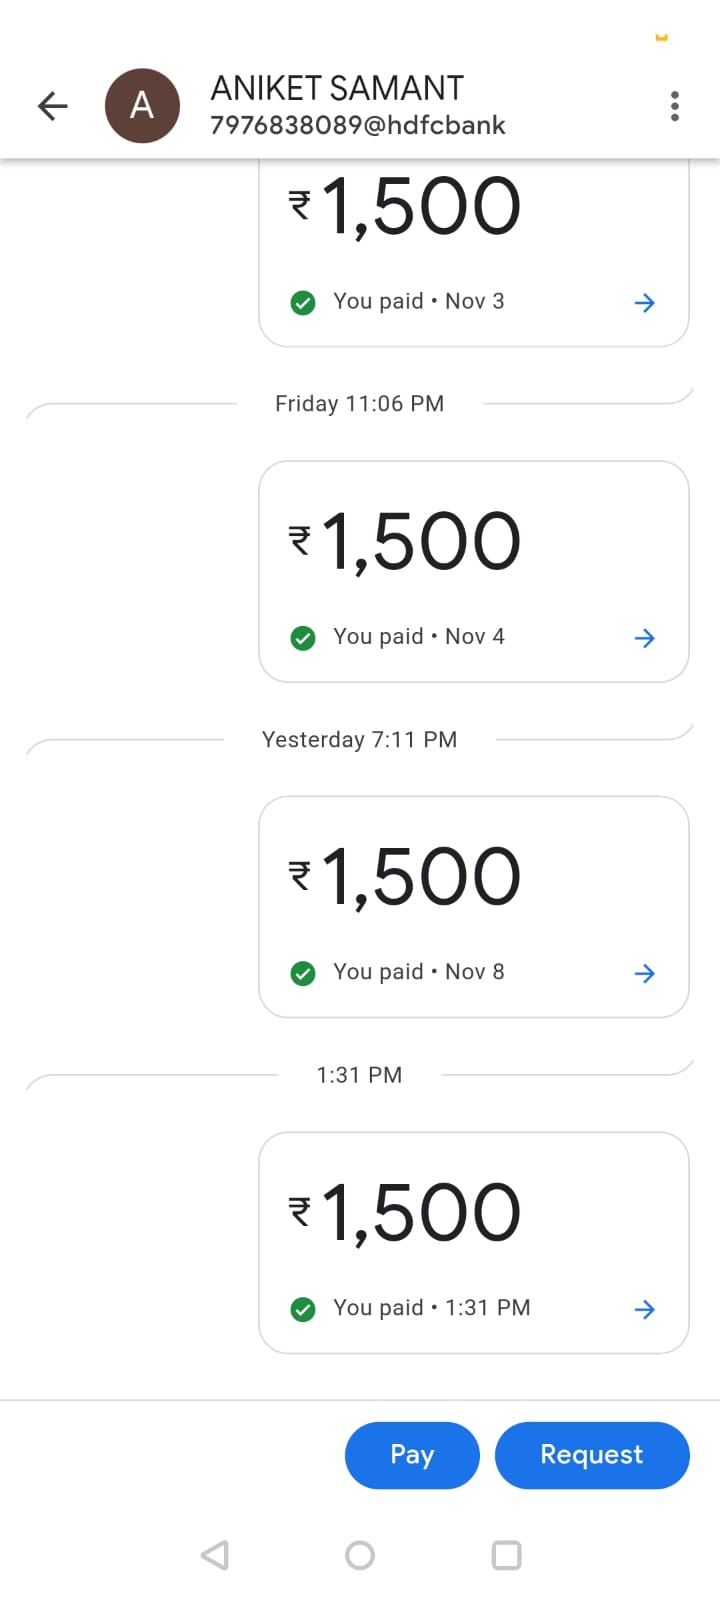 A
ANIKET SAMANT
7976838089@hdfcbank
₹1,500
You paid • Nov 3
Friday 11:06 PM
₹1,500
You paid • Nov 4
Yesterday 7:11 PM
₹1,500
You paid • Nov 8
1:31 PM
₹1,500
You paid • 1:31 PM
Pay
Request